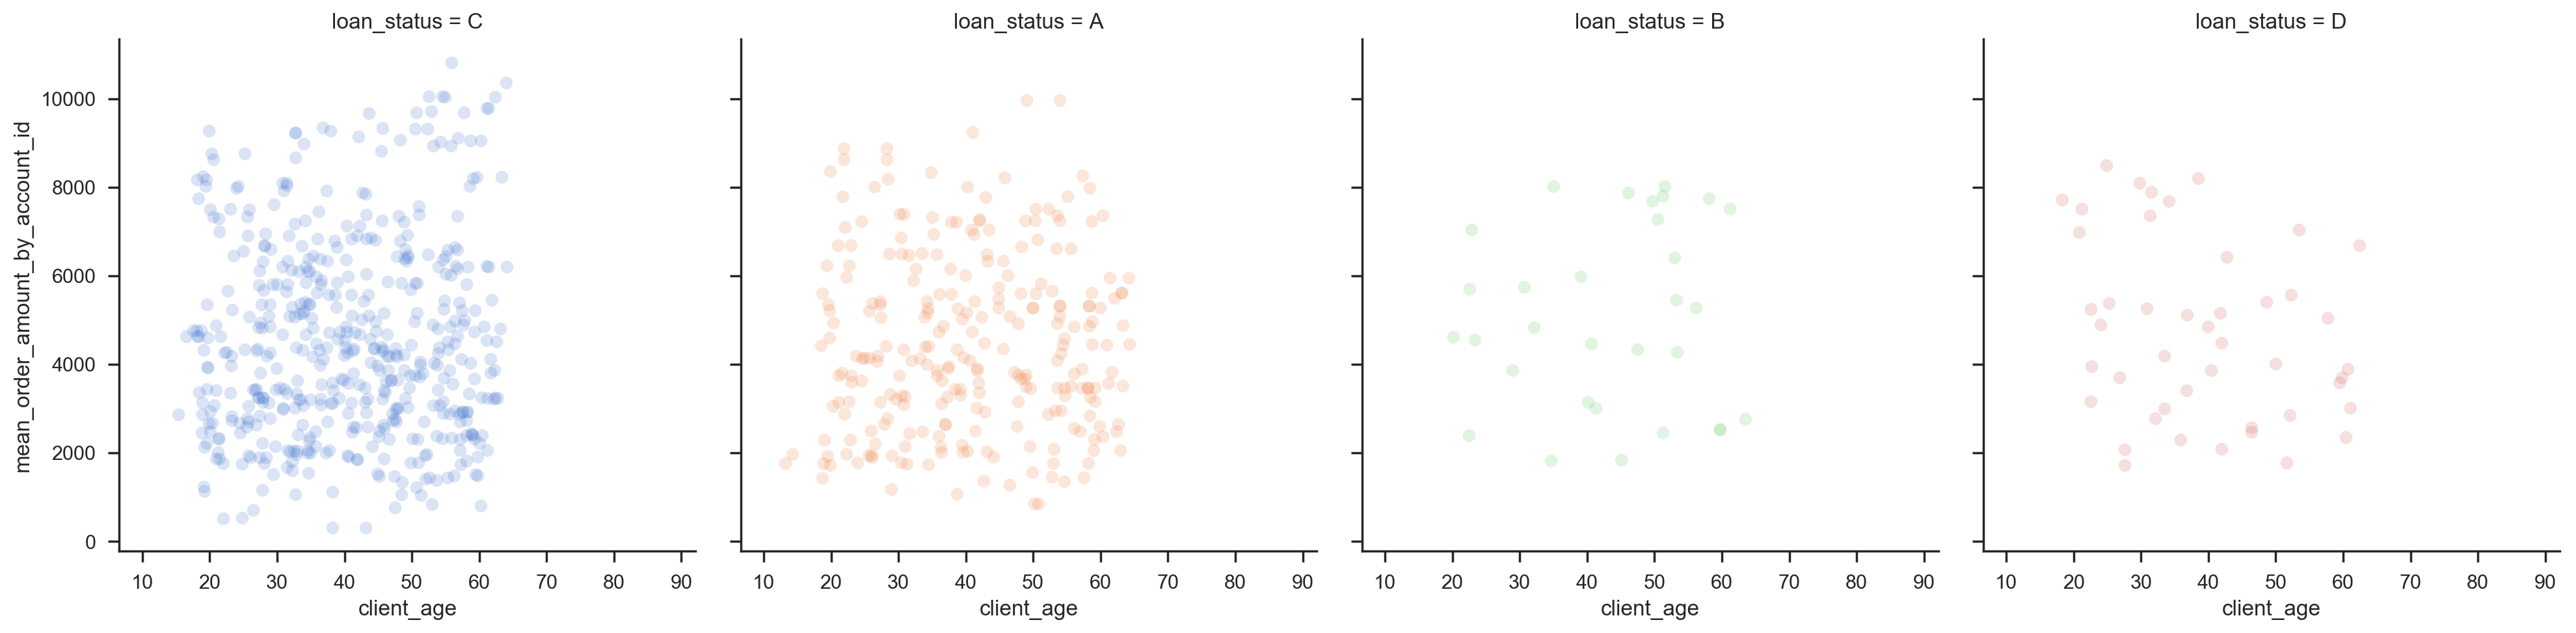 loan_status = C
loan_status = A
loan_status = B
loan_status = D
mean_order_amount_by_account_id
10000
8000
6000
4000
2000
0
10 20 30 40 50 60 70 80 90
10 20 30 40 50 60 70 80 90
10 20 30 40 50 60 70 80 90
10 20 30 40 50 60 70 80 90
client_age
client_age
client_age
client_age